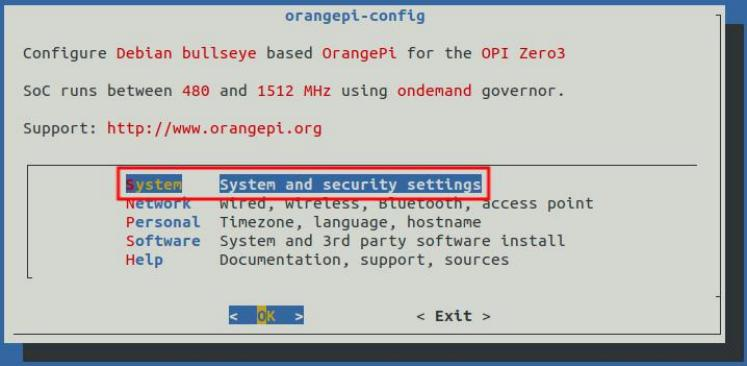 orangepi-config
Configure Debian bullseye based OrangePi for the OPI Zero3
SoC runs between 480 and 1512 MHz using ondemand governor.
Support: http://www.orangepi.org
System System and security settings
Network Wired, wireless, Bluetooth, access point
Personal Timezone, language, hostname
Software System and 3rd party software install
Help Documentation, support, sources
< OK > < Exit >